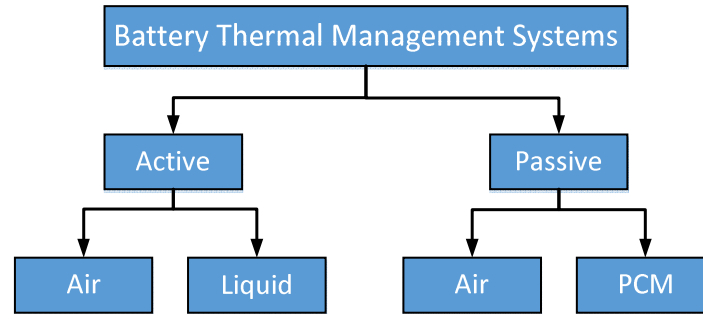 Battery Thermal Management Systems
Active
Passive
Air
Liquid
Air
PCM